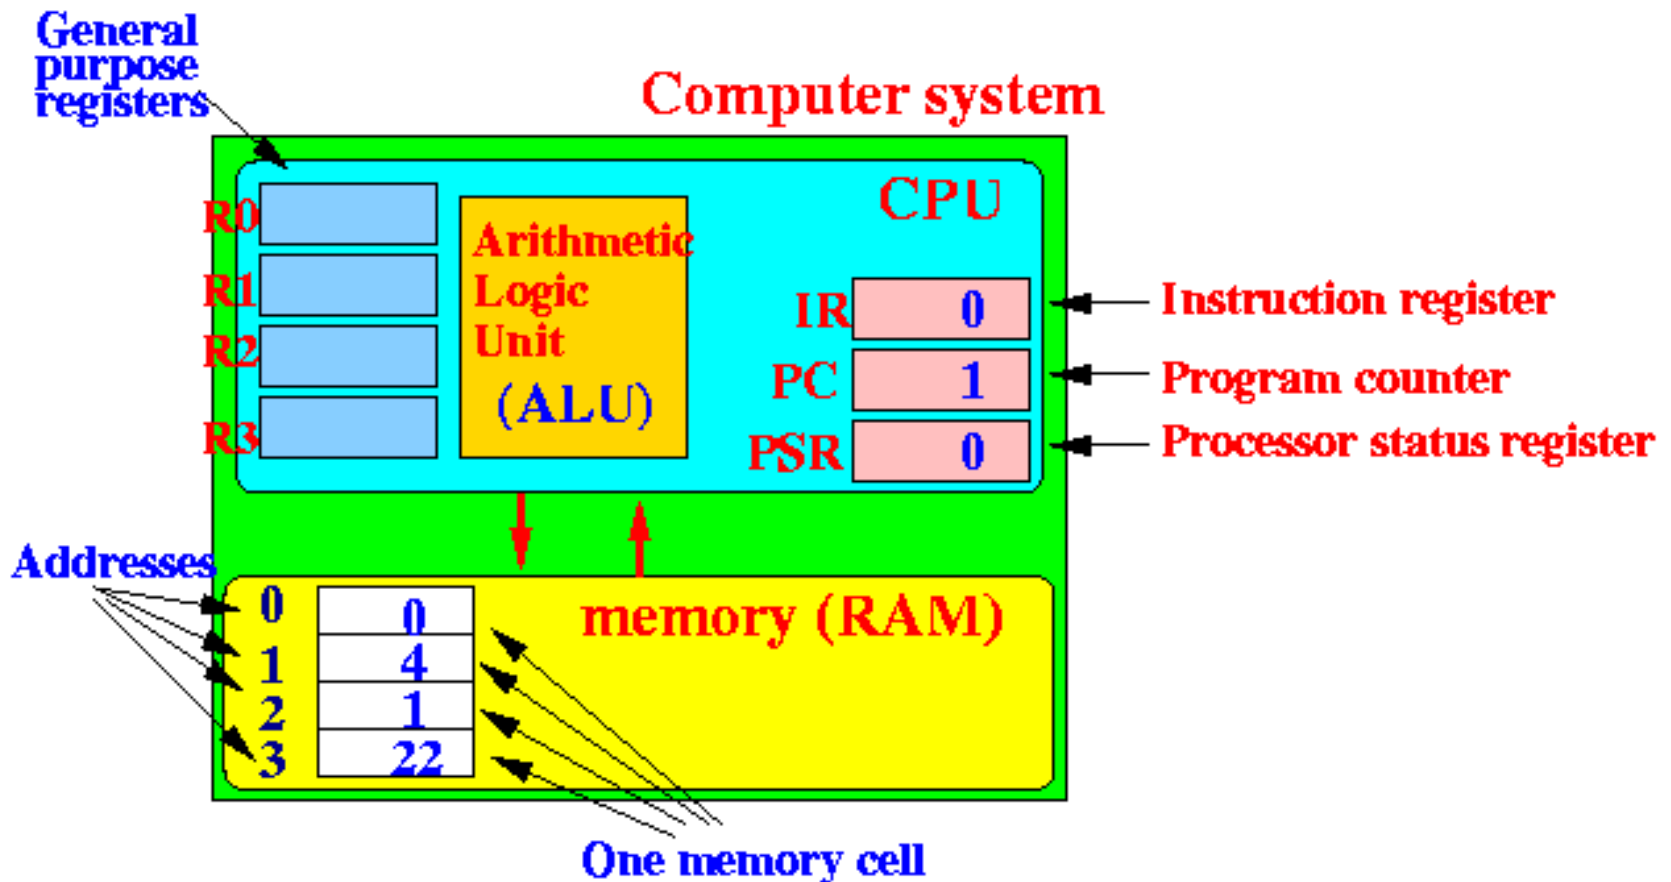 General
purpose
registers
Computer system
CPU
R0
R1
R2
R3
Arithmetic
Logic
Unit
(ALU)
IR 0
PC 1
PSR 0
Instruction register
Program counter
Processor status register
Addresses
memory (RAM)
0 0
1 4
2 1
3 22
One memory cell